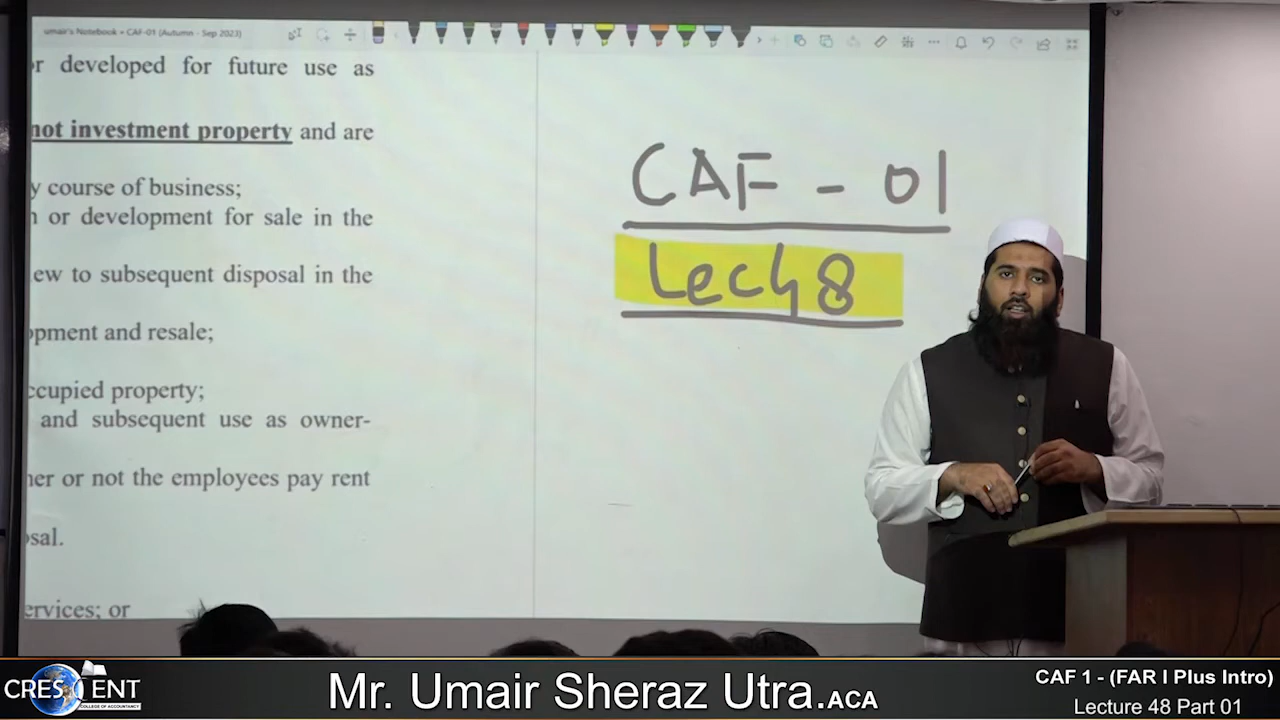 umair's Notebook » CAF-01 (Autumn - Sep 2023)
r developed for future use as
not investment property and are
y course of business;
n or development for sale in the
ew to subsequent disposal in the
opment and resale;
ccupied property;
and subsequent use as owner-
her or not the employees pay rent
osal.
ervices; or
CAF - 01
Lec48
CRESCENT
COLLEGE OF ACCOUNTANCY
Mr. Umair Sheraz Utra.ACA
CAF 1 - (FAR I Plus Intro)
Lecture 48 Part 01